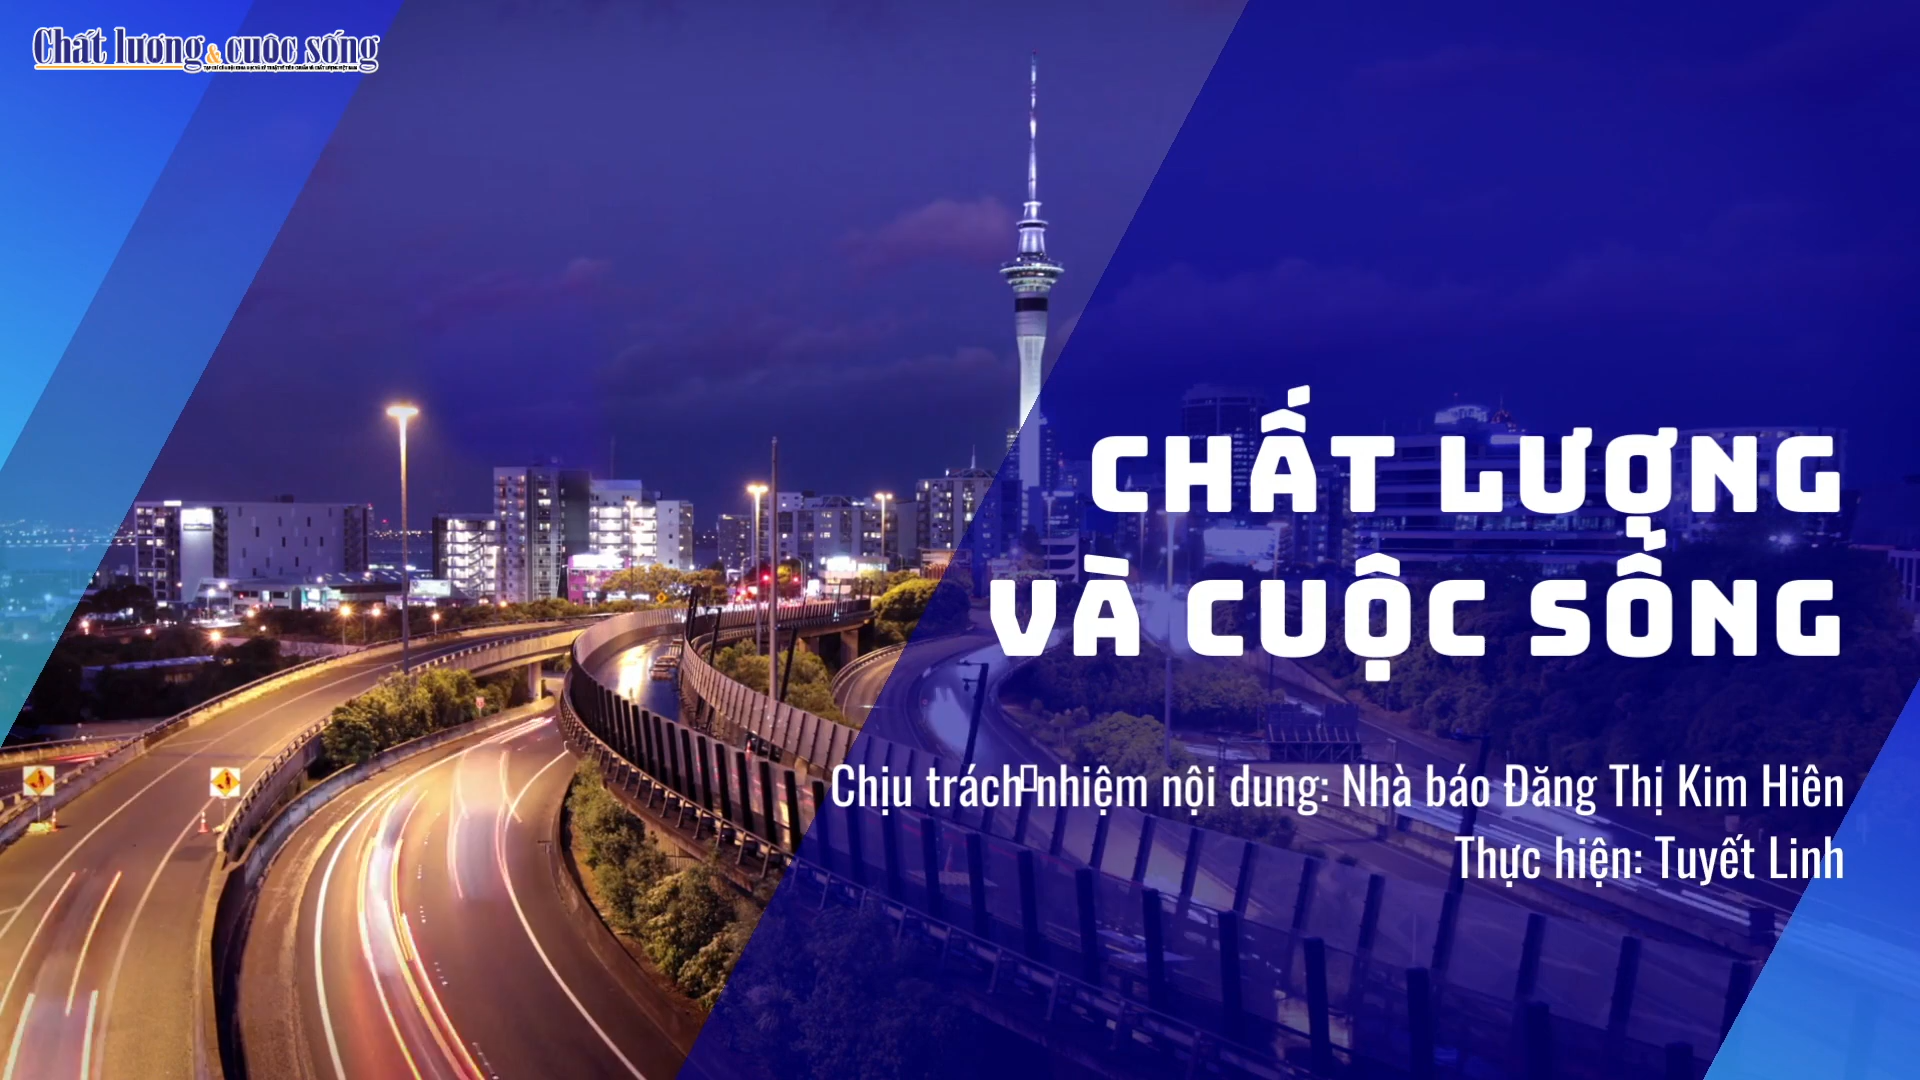 Chất lượng & cuộc sống
CHẤT LƯỢNG
VÀ CUỘC SỐNG
Chịu trách nhiệm nội dung: Nhà báo Đăng Thị Kim Hiên
Thực hiện: Tuyết Linh